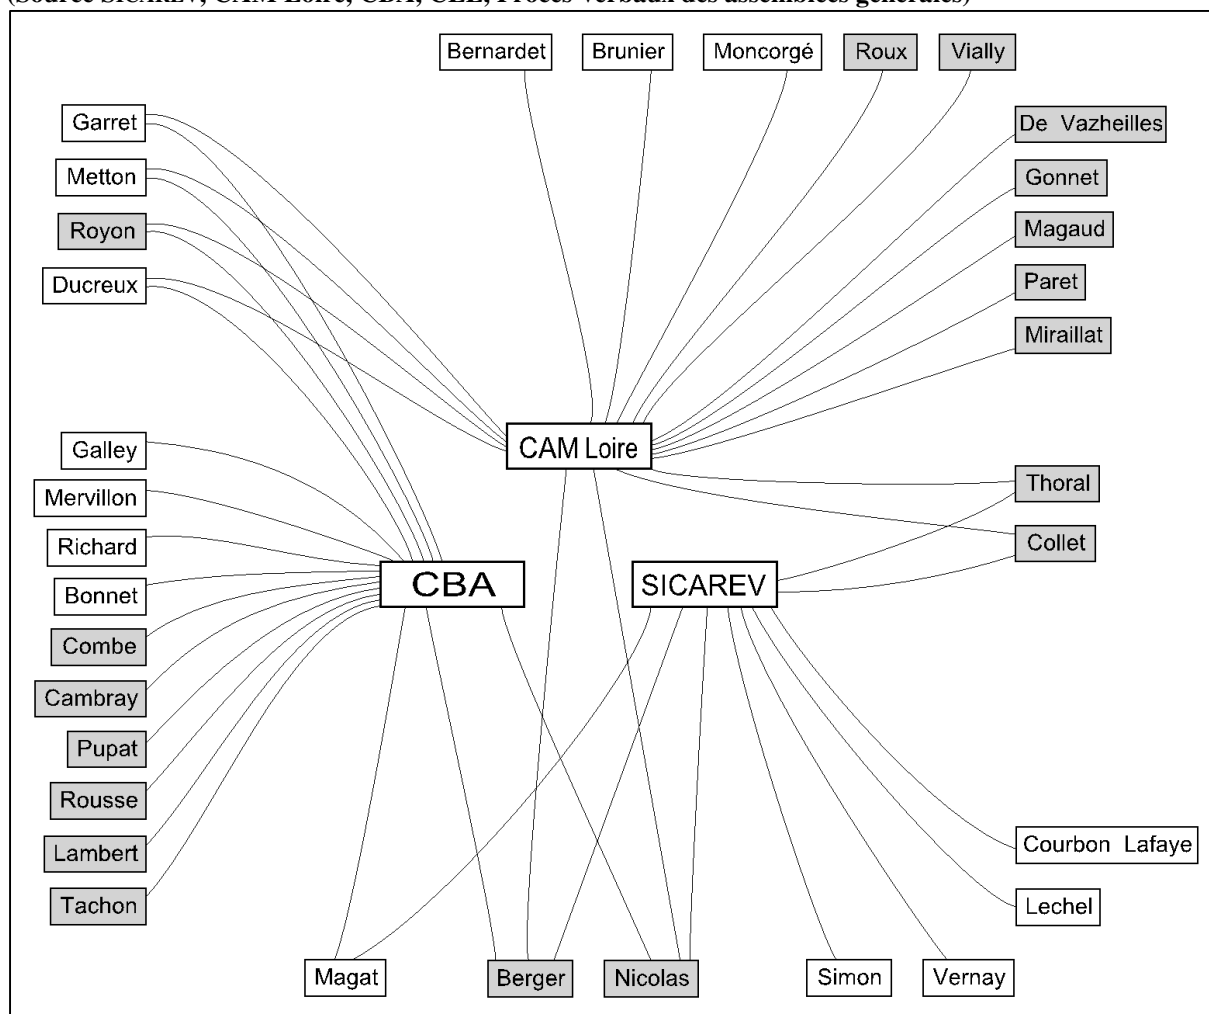 (Source SICAREV, CAM Loire, CBA, CEE, Procès verbaux des assemblées générales)
Bernardet
Brunier
Moncorgé
Roux
Vially
Garret
De Vazheilles
Metton
Gonnet
Royon
Magaud
Ducreux
Paret
Miraillat
Galley
CAM Loire
Mervillon
Thoral
Richard
Collet
Bonnet
CBA
SICAREV
Combe
Cambray
Pupat
Rousse
Lambert
Courbon Lafaye
Tachon
Lechel
Magat
Berger
Nicolas
Simon
Vernay